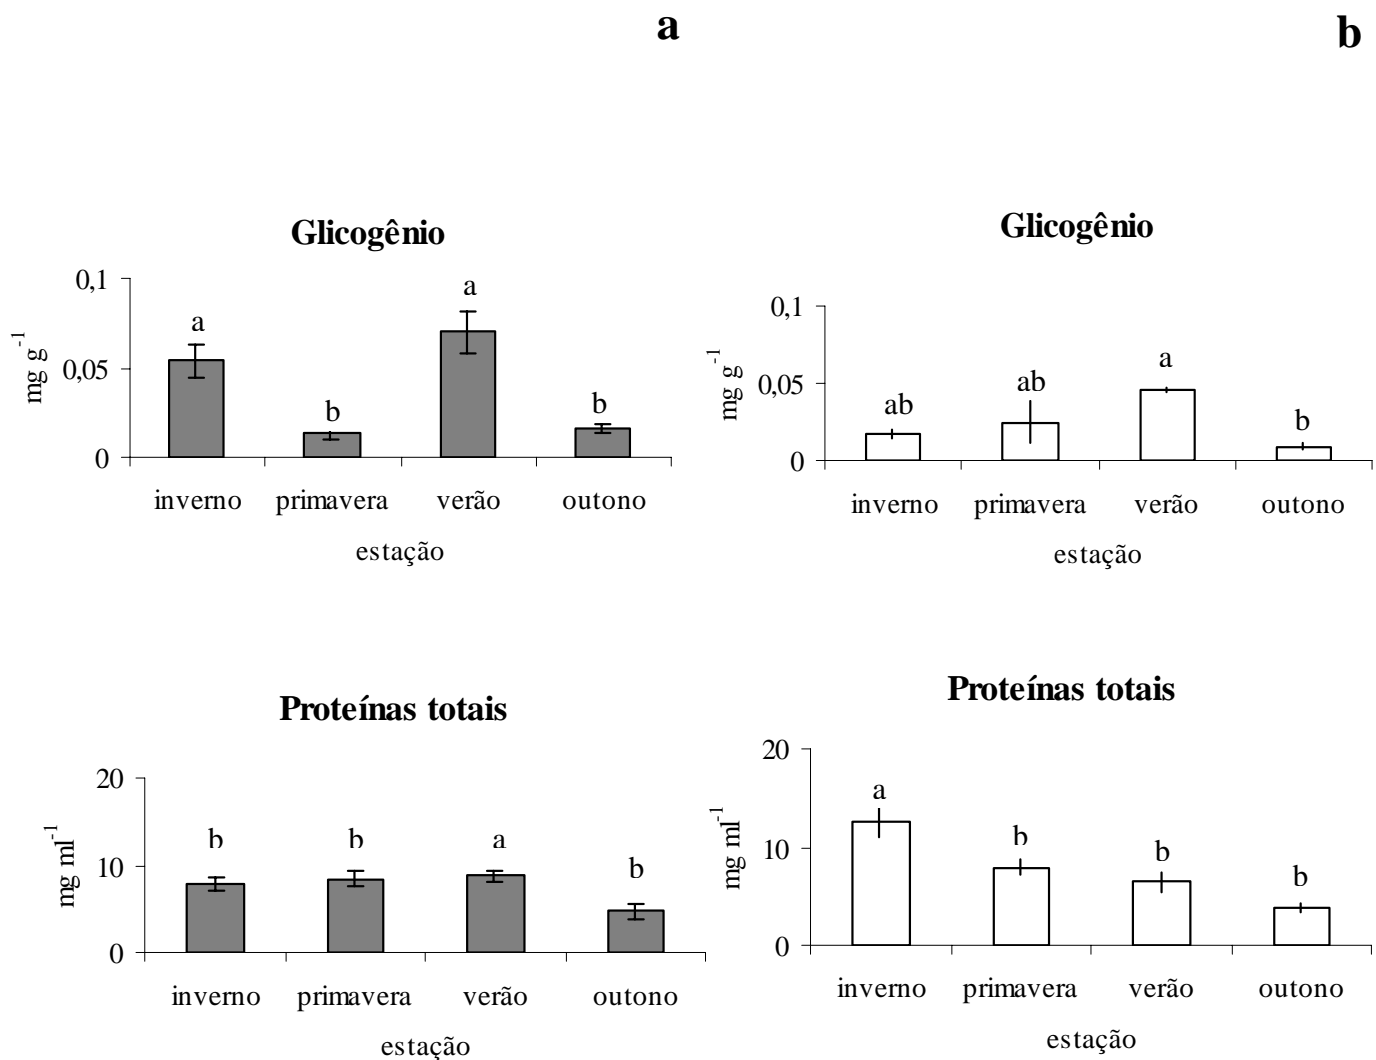 a
b
Glicogênio
0,1
0,05
0
mg g-1
a
b
a
b
inverno primavera verão outono
estação
Glicogênio
0,1
0,05
0
mg g-1
ab
ab
a
b
inverno primavera verão outono
estação
Proteínas totais
20
10
0
mg ml-1
b
b
a
b
inverno primavera verão outono
estação
Proteínas totais
20
10
0
mg ml-1
a
b
b
b
inverno primavera verão outono
estação